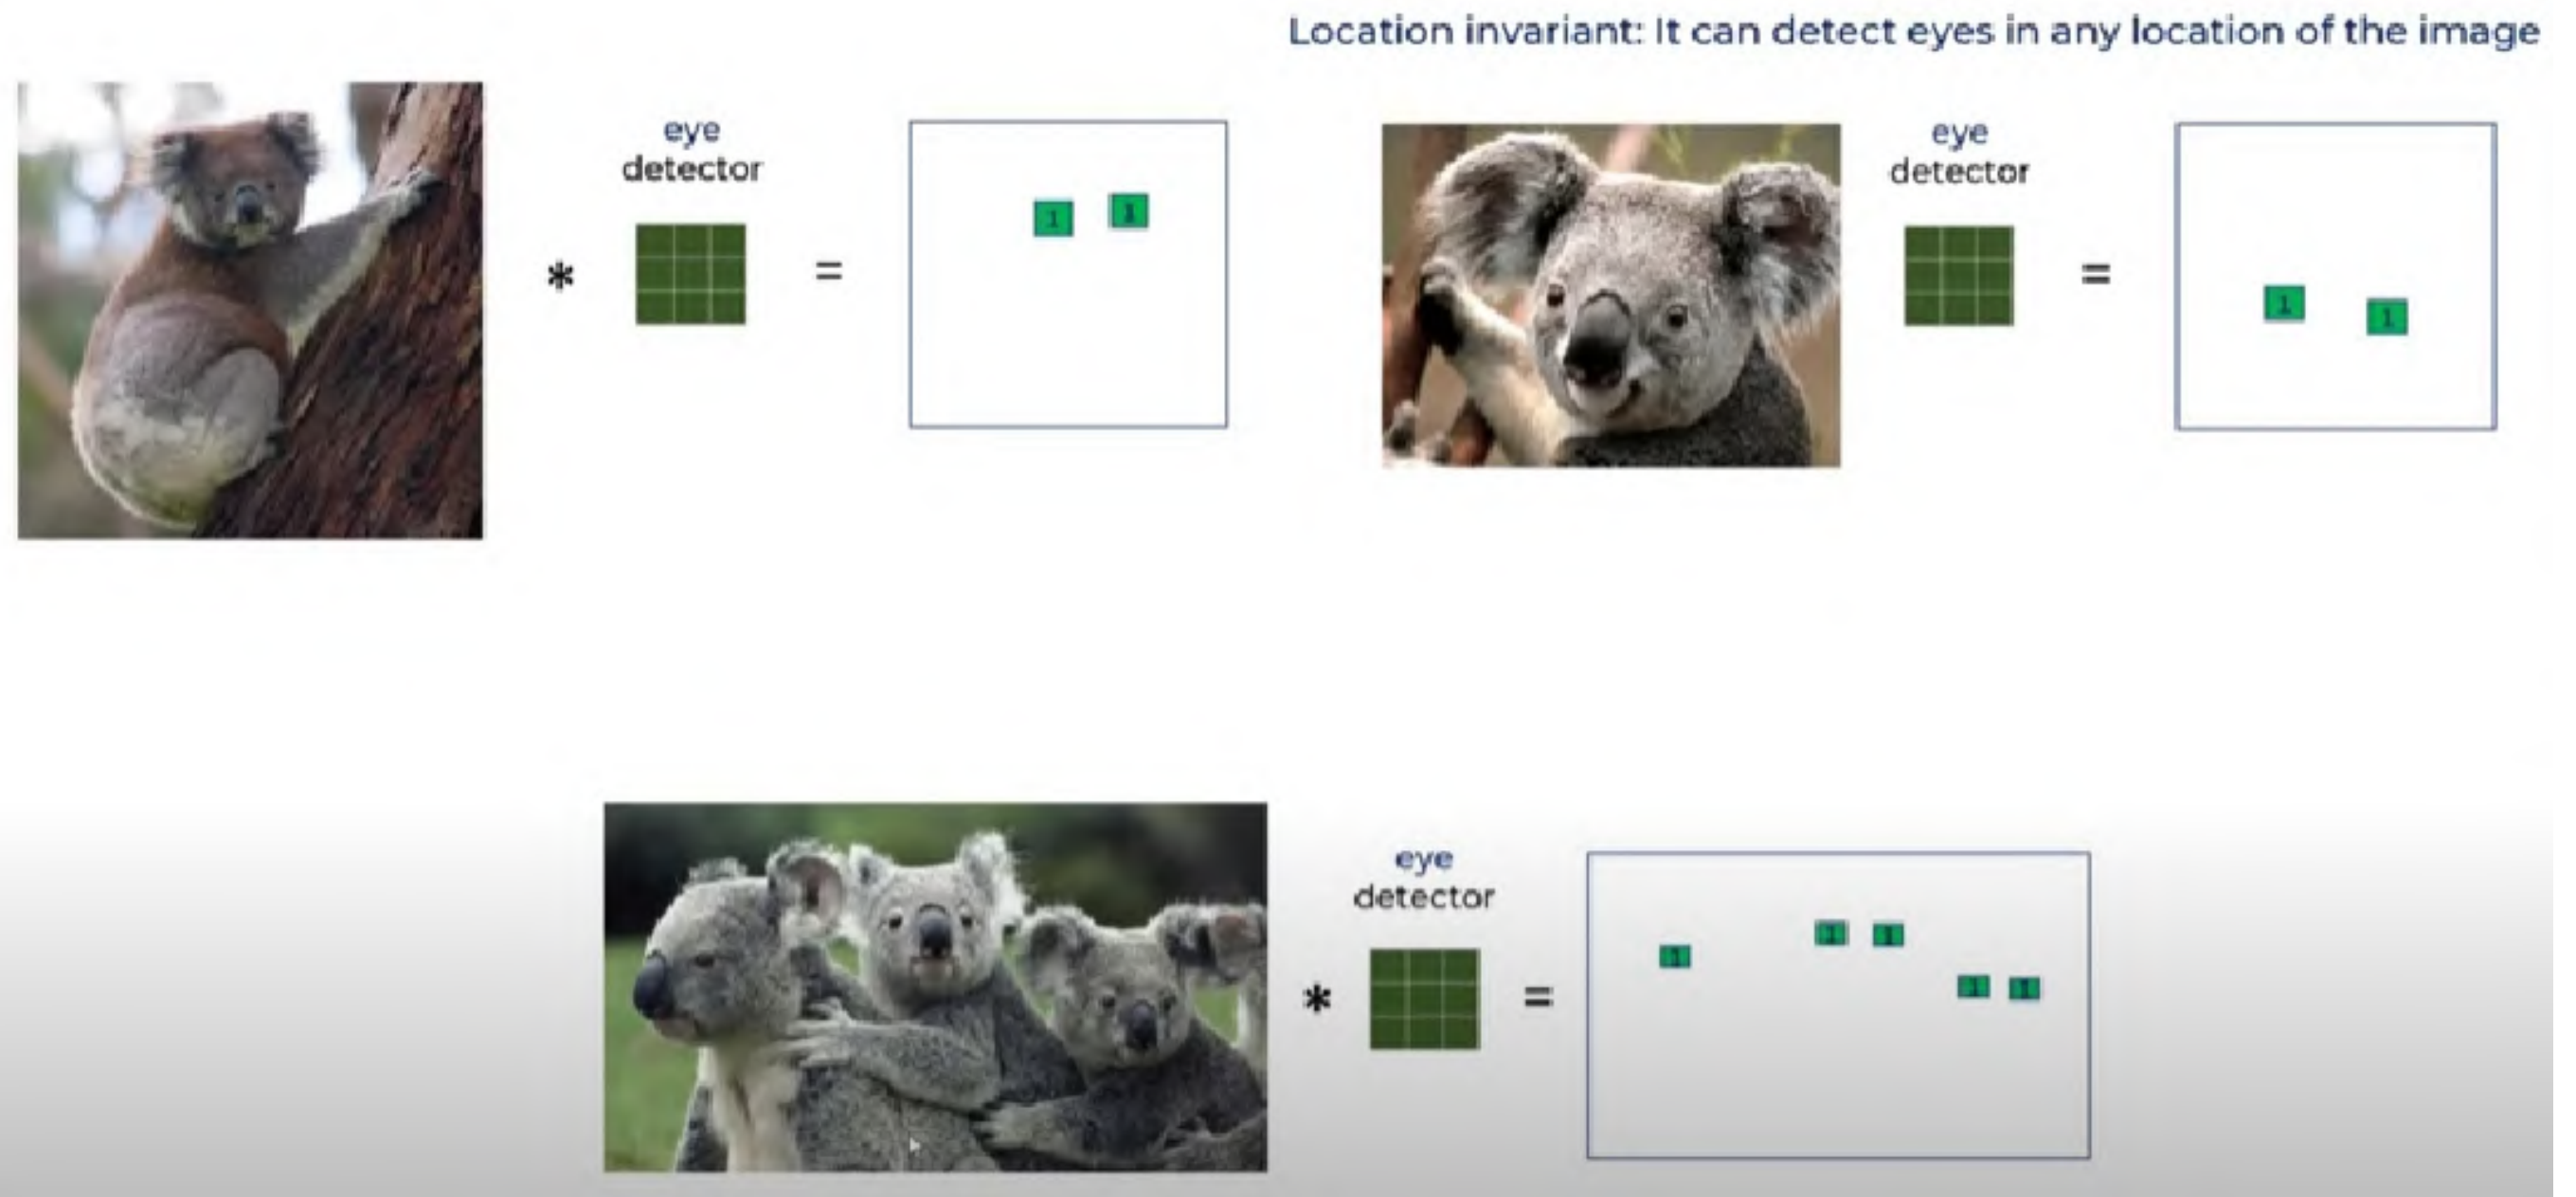 Location invariant: It can detect eyes in any location of the image
eye
detector
*
=
1
1
eye
detector
=
1
1
eye
detector
*
=
1
1
1
1
1